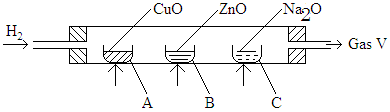 CuO ZnO Na2O
H2 Gas V
A B C